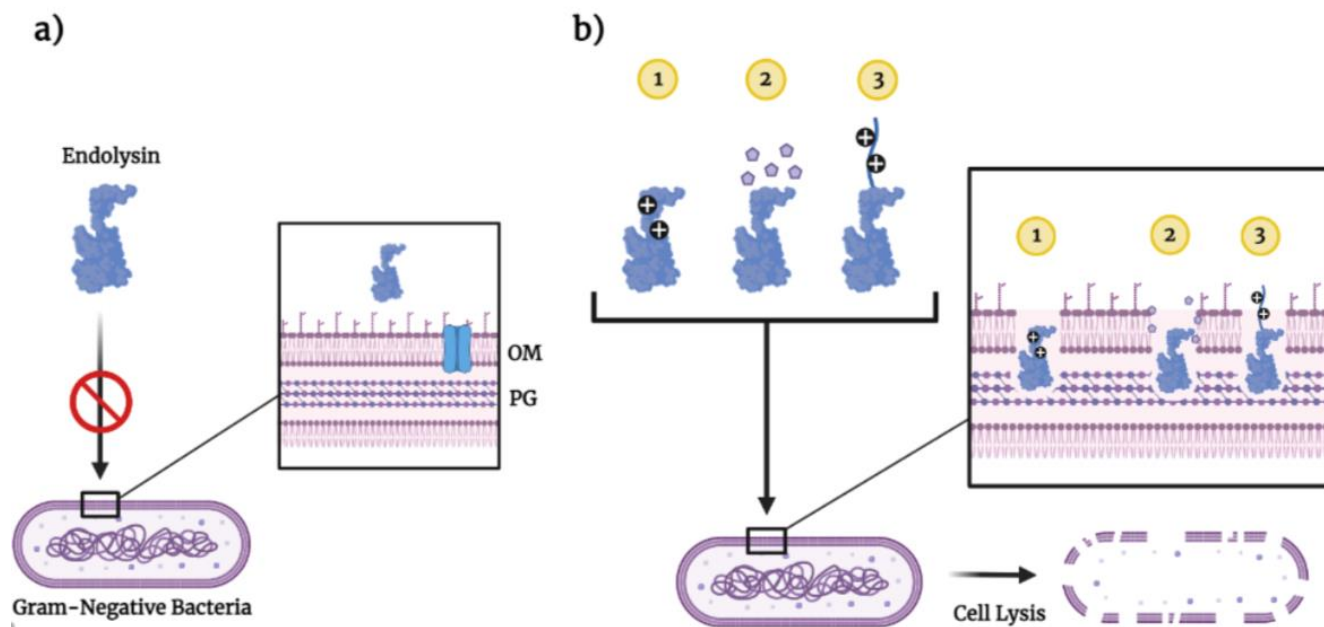 a)
Endolysin
OM
PG
Gram-Negative Bacteria
b)
1
2
3
1
2
3
Cell Lysis